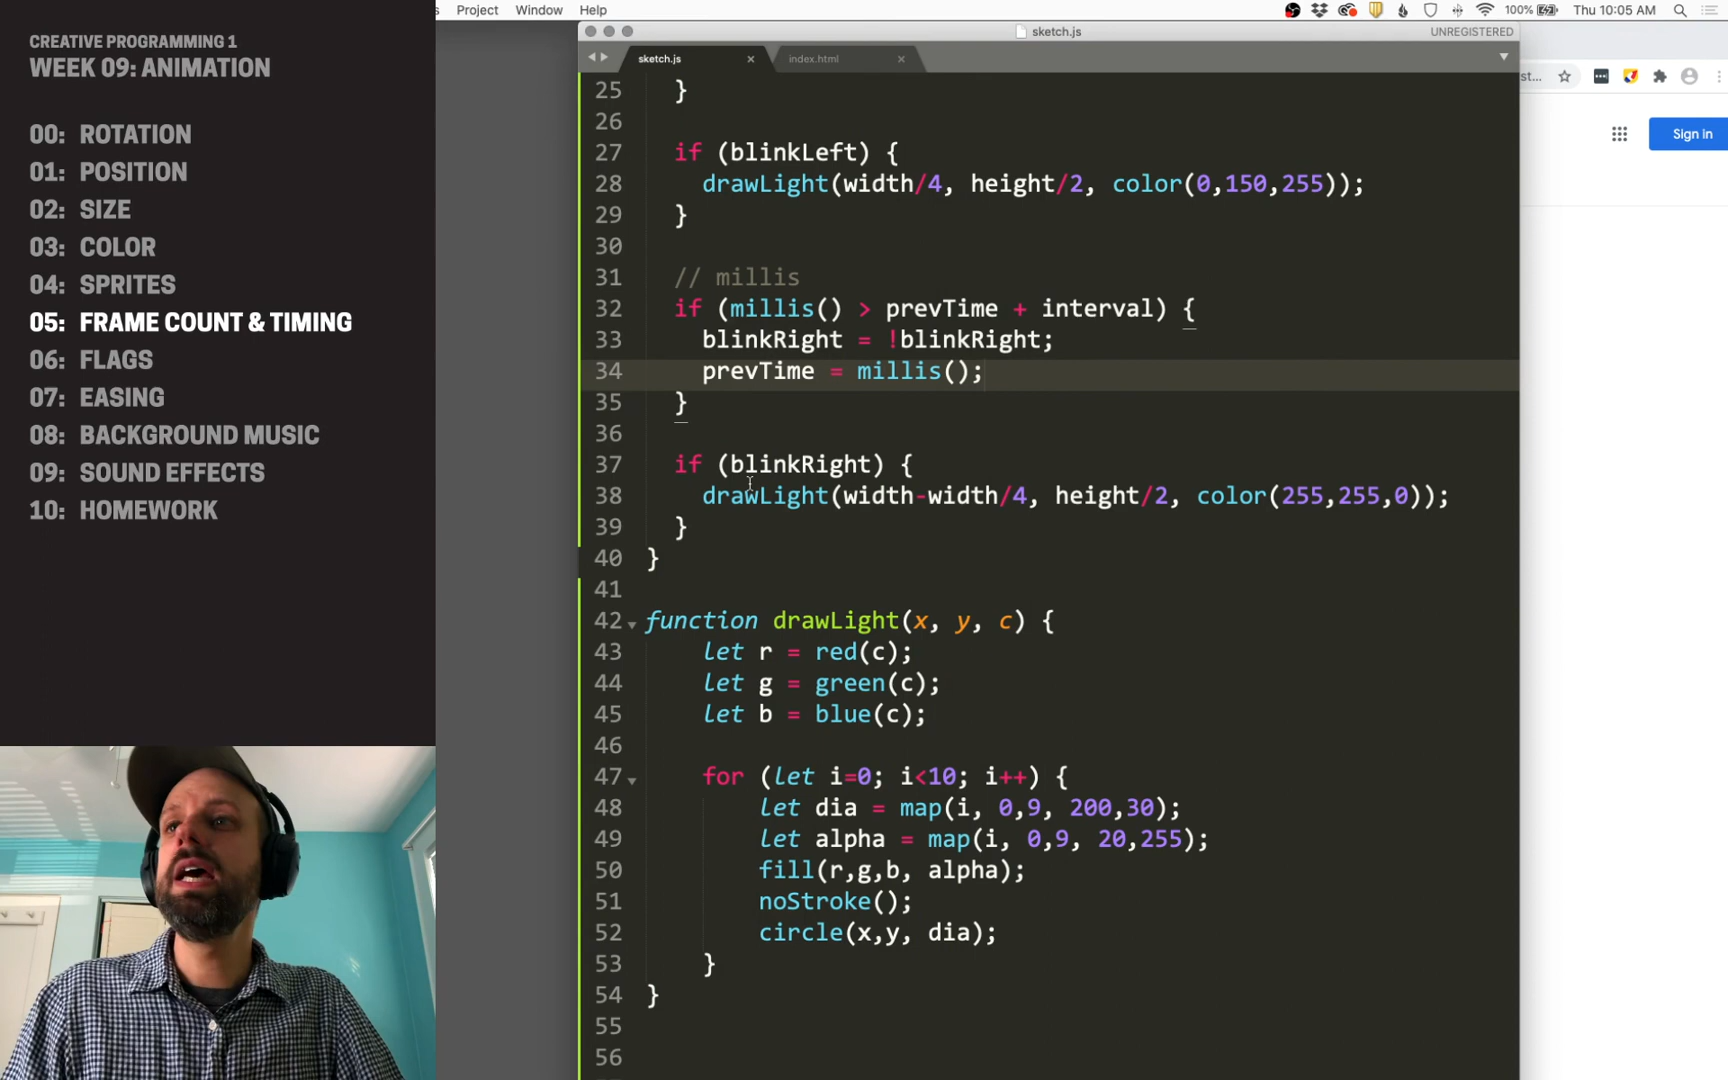 CREATIVE PROGRAMMING 1
WEEK 09: ANIMATION
00: ROTATION
01: POSITION
02: SIZE
03: COLOR
04: SPRITES
05: FRAME COUNT & TIMING
06: FLAGS
07: EASING
08: BACKGROUND MUSIC
09: SOUND EFFECTS
10: HOMEWORK
Project Window Help
100% Thu 10:05 AM
sketch.js
UNREGISTERED
sketch.js
index.html
25 }
26
27 if (blinkLeft) {
28 drawLight(width/4, height/2, color(0,150,255));
29 }
30
31 // millis
32 if (millis() > prevTime + interval) {
33 blinkRight = !blinkRight;
34 prevTime = millis();
35 }
36
37 if (blinkRight) {
38 drawLight(width-width/4, height/2, color(255,255,0));
39 }
40 }
41
42 function drawLight(x, y, c) {
43 let r = red(c);
44 let g = green(c);
45 let b = blue(c);
46
47 for (let i=0; i<10; i++) {
48 let dia = map(i, 0,9, 200,30);
49 let alpha = map(i, 0,9, 20,255);
50 fill(r,g,b, alpha);
51 noStroke();
52 circle(x,y, dia);
53 }
54 }
55
56
st...
Sign in